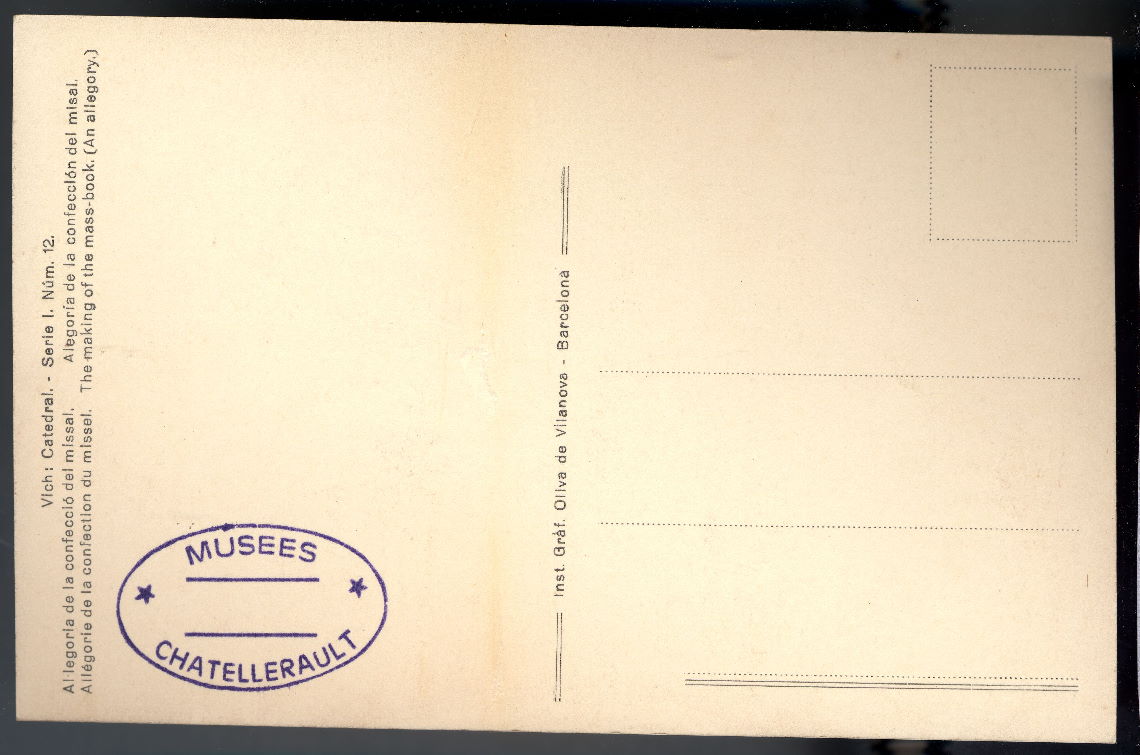 Vich: Catedral. - Serie I. Núm. 12.
Al·legoria de la confecció del missal. Alegoría de la confección del misal.
Allégorie de la confection du missel. The making of the mass-book. (An allegory.)
Inst. Gràf. Oliva de Vilanova - Barcelona
MUSEES
CHATELLERAULT